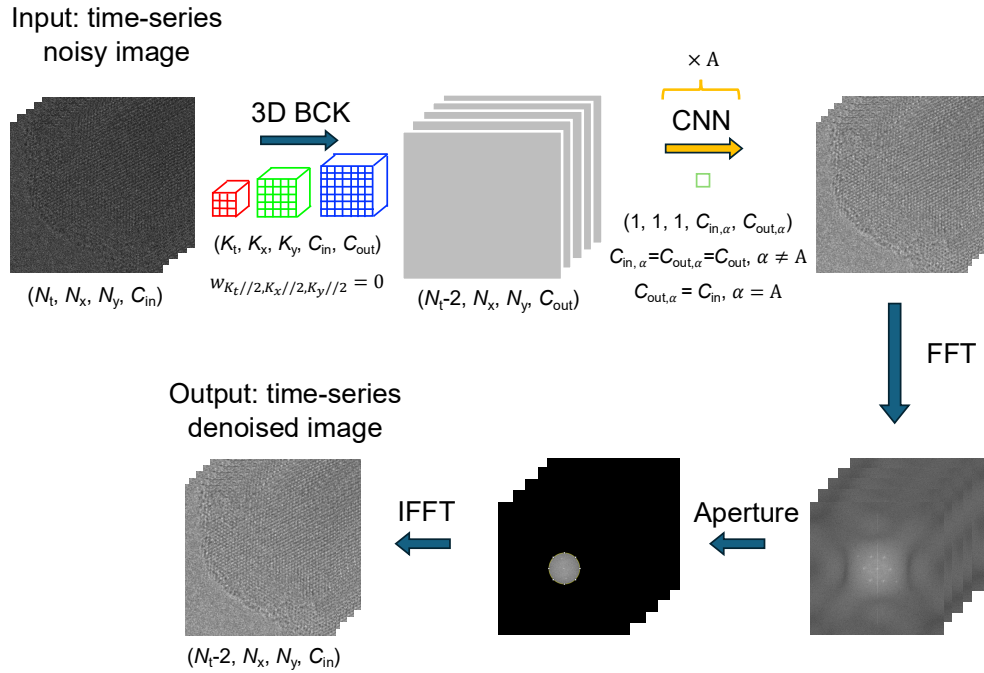 Input: time-series
noisy image
3D BCK
(Kt, Kx, Ky, Cin, Cout)
wKt//2,Kx//2,Ky//2 = 0
(Nt, Nx, Ny, Cin)
(Nt-2, Nx, Ny, Cout)
× A
CNN
(1, 1, 1, Cin,α, Cout,α)
Cin, α=Cout,α=Cout, α ≠ A
Cout,α = Cin, α = A
FFT
Output: time-series
denoised image
IFFT
Aperture
(Nt-2, Nx, Ny, Cin)